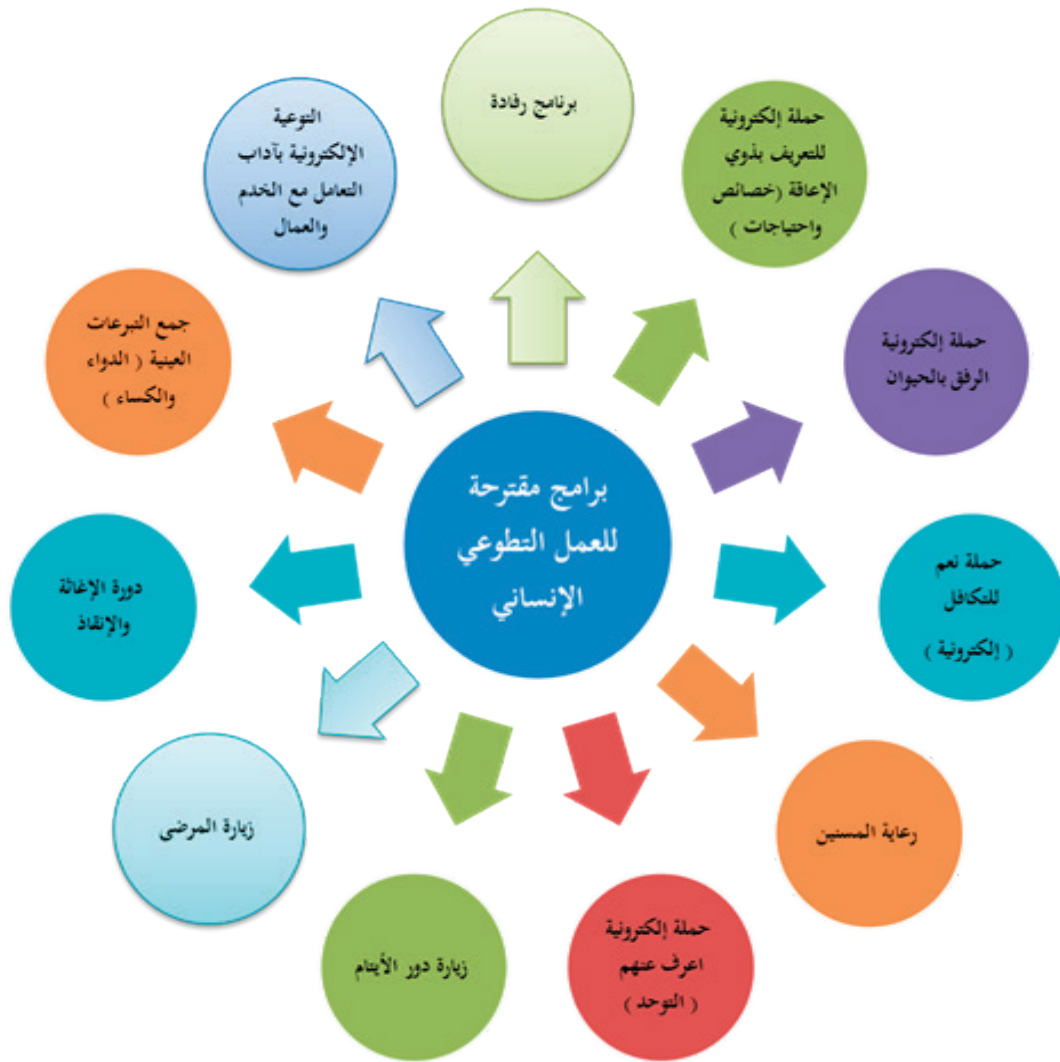 برامج مقترحة
للعمل التطوعي
الإنساني
برنامج رفادة
حملة إلكترونية
للتعريف بذوي
الإعاقة (خصائص
واحتياجات )
حملة إلكترونية
الرفق بالحيوان
حملة نعم
للتكافل
( إلكترونية )
رعاية المسنين
حملة إلكترونية
اعرف عنهم
( التوحد )
زيارة دور الأيتام
زيارة المرضى
دورة الإغاثة
والإنقاذ
جمع التبرعات
العينية ( الدواء
والكساء )
التوعية
الإلكترونية بآداب
التعامل مع الخدم
والعمال